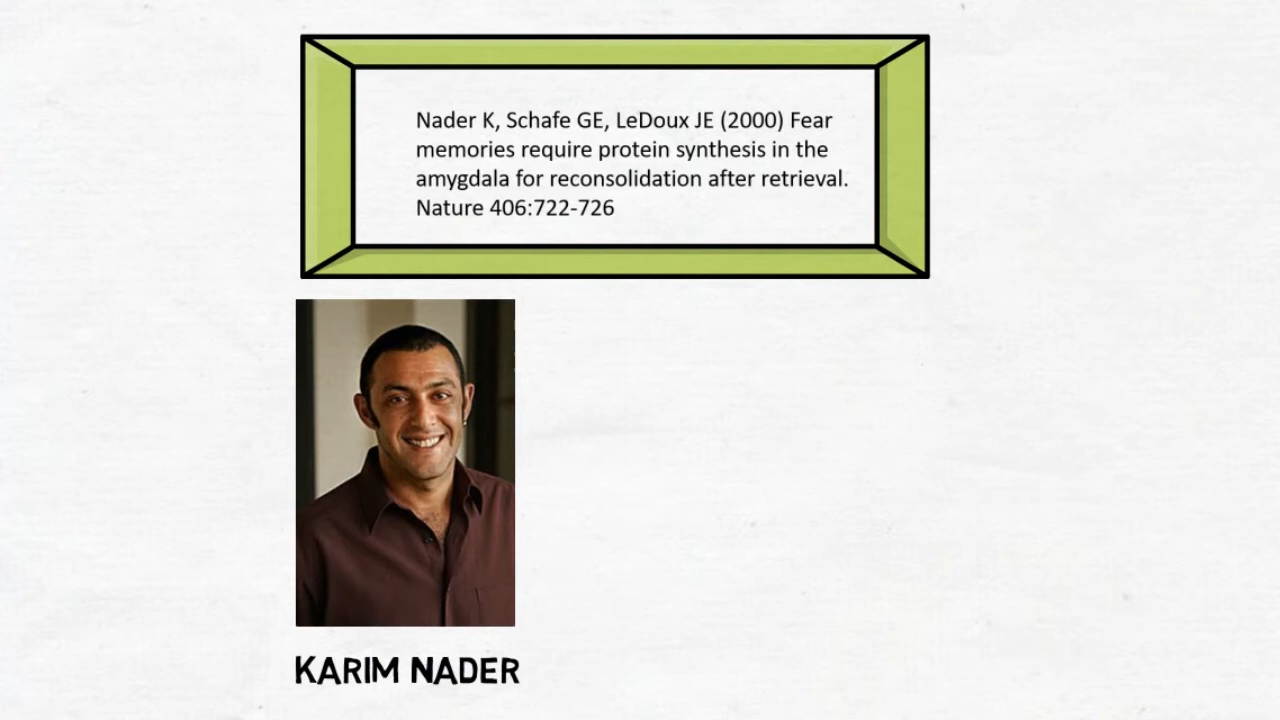 Nader K, Schafe GE, LeDoux JE (2000) Fear
memories require protein synthesis in the
amygdala for reconsolidation after retrieval.
Nature 406:722-726
KARIM NADER